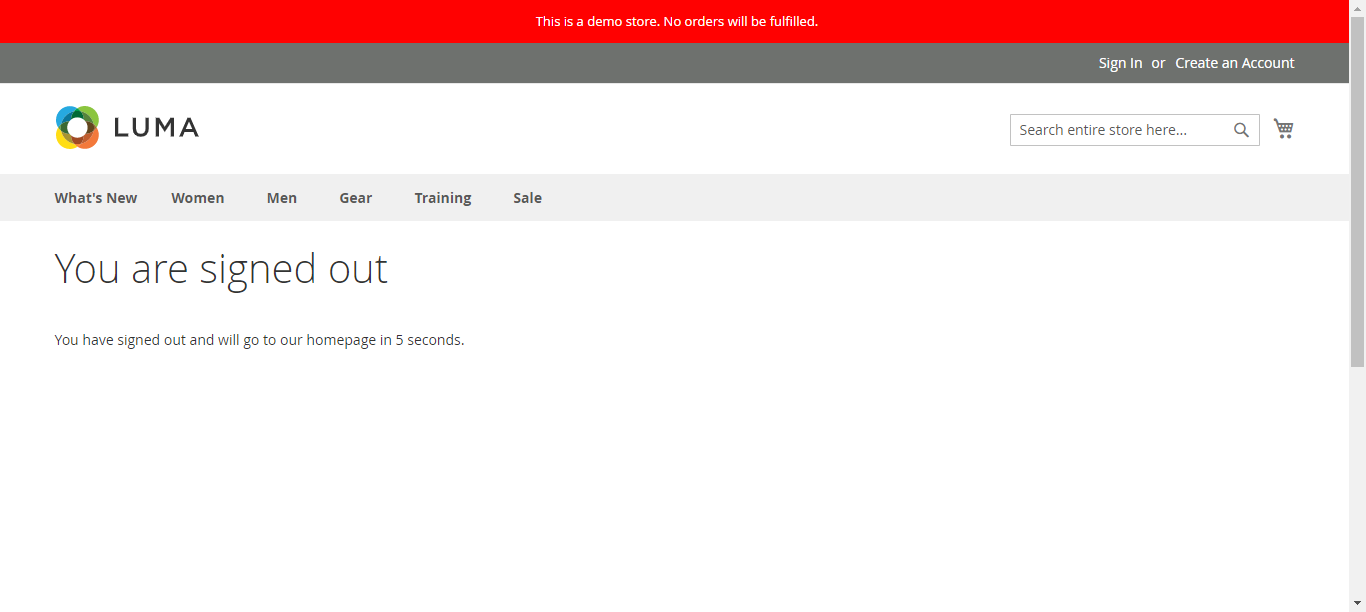 This is a demo store. No orders will be fulfilled.
Sign In or Create an Account
LUMA
Search entire store here...
What's New Women Men Gear Training Sale
You are signed out
You have signed out and will go to our homepage in 5 seconds.